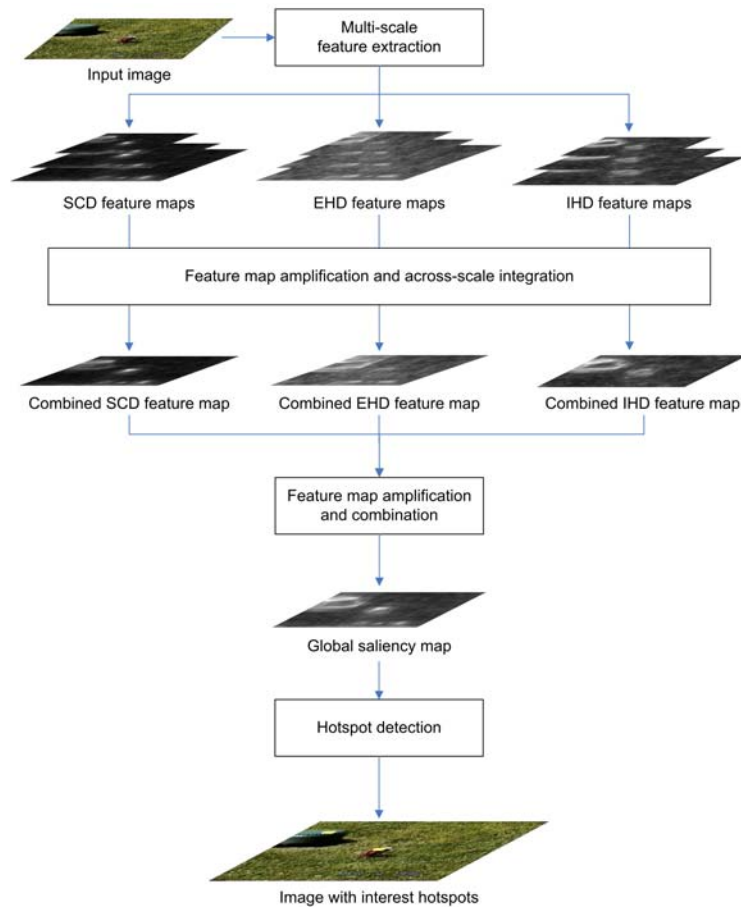 Multi-scale
feature extraction
Input image
SCD feature maps
EHD feature maps
IHD feature maps
Feature map amplification and across-scale integration
Combined SCD feature map
Combined EHD feature map
Combined IHD feature map
Feature map amplification
and combination
Global saliency map
Hotspot detection
Image with interest hotspots